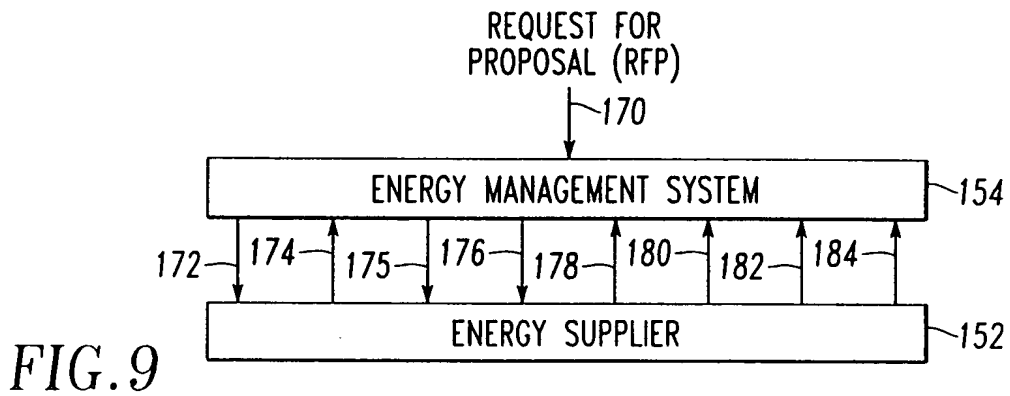 REQUEST FOR
PROPOSAL (RFP)
170
ENERGY MANAGEMENT SYSTEM
154
172
174
175
176
178
180
182
184
ENERGY SUPPLIER
152
FIG.9